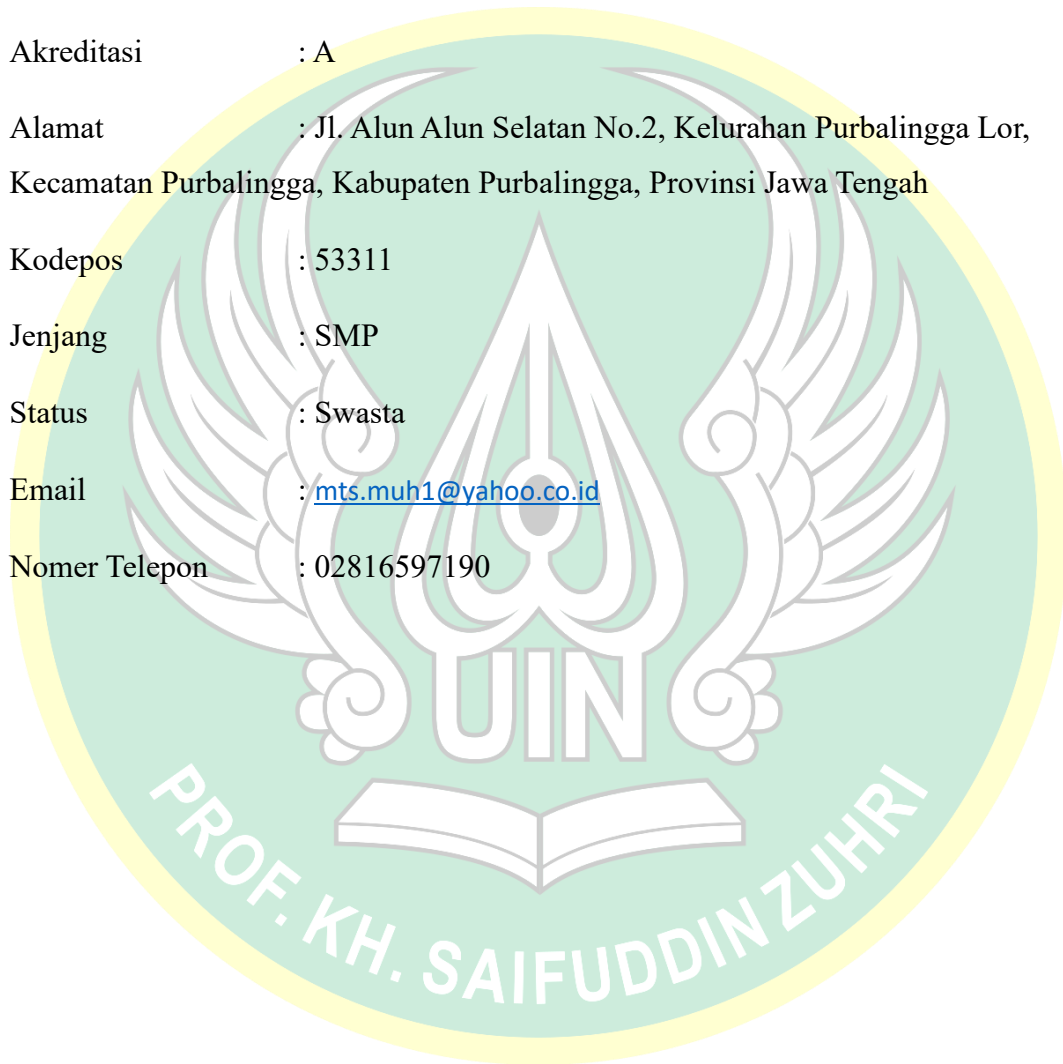 Akreditasi : A
Alamat : Jl. Alun Alun Selatan No.2, Kelurahan Purbalingga Lor,
Kecamatan Purbalingga, Kabupaten Purbalingga, Provinsi Jawa Tengah
Kodepos : 53311
Jenjang : SMP
Status : Swasta
Email : mts.muh1@yahoo.co.id
Nomer Telepon : 02816597190
UIN
PROF. KH. SAIFUDDIN ZUHRI